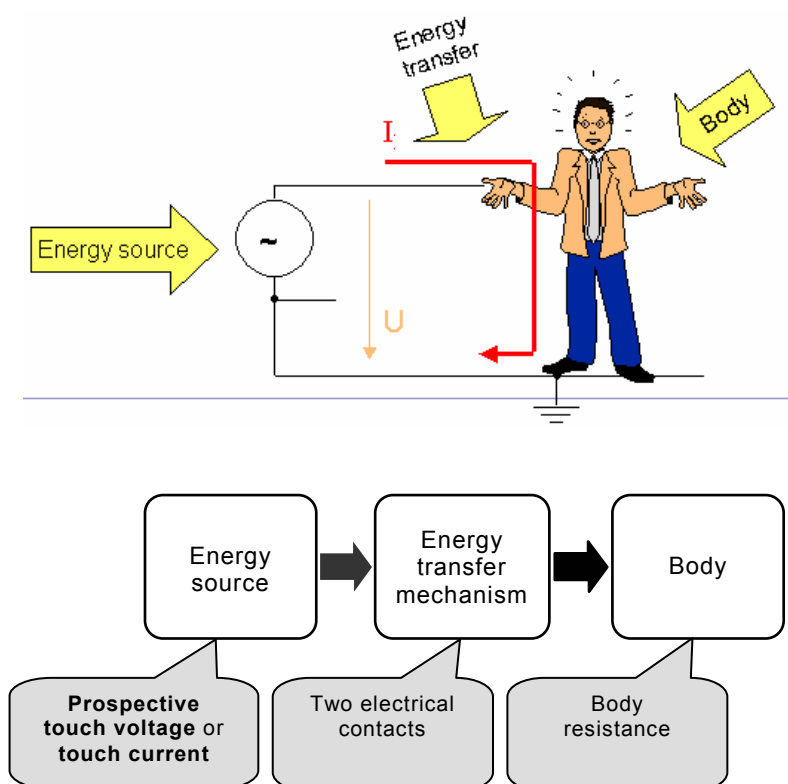 Energy
transfer
I
Body
Energy source
~
U
Energy
source
Energy
transfer
mechanism
Body
Prospective
touch voltage or
touch current
Two electrical
contacts
Body
resistance